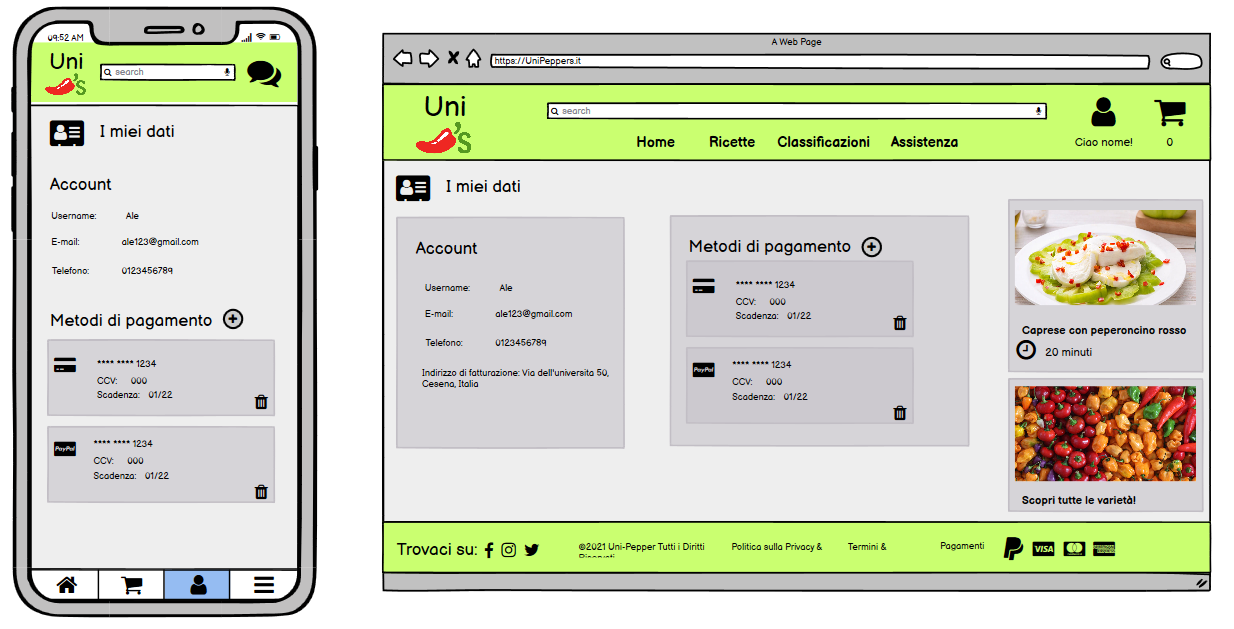 09:52 AM
Uni
's
search
I miei dati
Account
Username: Ale
E-mail: ale123@gmail.com
Telefono: 0123456789
Metodi di pagamento
**** **** 1234
CCV: 000
Scadenza: 01/22
PayPal
**** **** 1234
CCV: 000
Scadenza: 01/22
A Web Page
https://UniPeppers.it
Uni
's
search
Home Ricette Classificazioni Assistenza
Ciao nome!
0
I miei dati
Account
Username: Ale
E-mail: ale123@gmail.com
Telefono: 0123456789
Indirizzo di fatturazione: Via dell'universita 50,
Cesena, Italia
Metodi di pagamento
**** **** 1234
CCV: 000
Scadenza: 01/22
PayPal
**** **** 1234
CCV: 000
Scadenza: 01/22
Caprese con peperoncino rosso
20 minuti
Scopri tutte le varietà!
Trovaci su:
©2021 Uni-Pepper Tutti i Diritti
Riservati
Politica sulla Privacy &
Termini &
Pagamenti
VISA